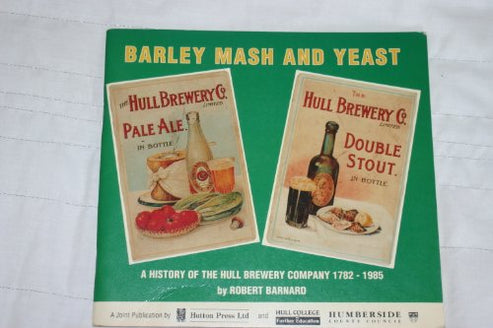 BARLEY MASH AND YEAST
THE HULL BREWERY CO.
LIMITED
PALE ALE.
IN BOTTLE
THE
HULL BREWERY CO.
LIMITED
DOUBLE
STOUT.
IN BOTTLE
A HISTORY OF THE HULL BREWERY COMPANY 1782 - 1985
by ROBERT BARNARD
A Joint Publication by Hutton Press Ltd and HULL COLLEGE Further Education HUMBERSIDE
COUNTY COUNCIL